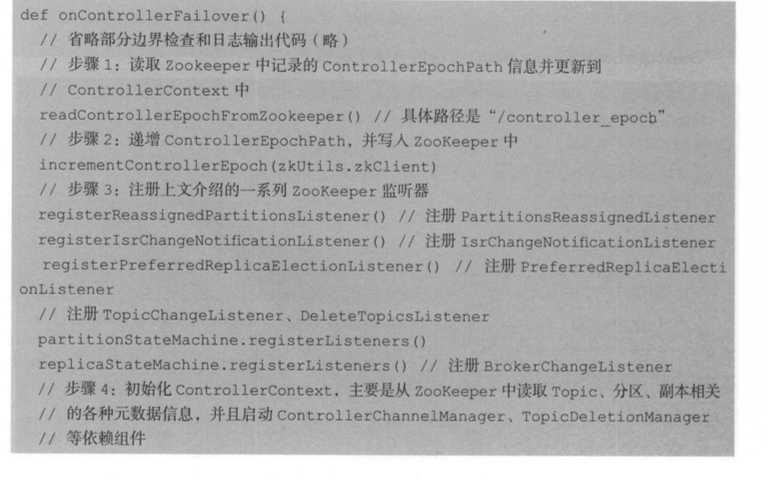 def onControllerFailover() {
// 省略部分边界检查和日志输出代码（略）
// 步骤 1：读取 Zookeeper 中记录的 ControllerEpochPath 信息并更新到
// ControllerContext 中
readControllerEpochFromZookeeper() // 具体路径是“/controller_epoch”
// 步骤 2：递增 ControllerEpochPath，并写入 ZooKeeper 中
incrementControllerEpoch(zkUtils.zkClient)
// 步骤 3：注册上文介绍的一系列 ZooKeeper 监听器
registerReassignedPartitionsListener() // 注册 PartitionsReassignedListener
registerIsrChangeNotificationListener() // 注册 IsrChangeNotificationListener
registerPreferredReplicaElectionListener() // 注册 PreferredReplicaElecti
onListener
// 注册 TopicChangeListener、DeleteTopicsListener
partitionStateMachine.registerListeners()
replicaStateMachine.registerListeners() // 注册 BrokerChangeListener
// 步骤 4：初始化 ControllerContext，主要是从 ZooKeeper 中读取 Topic、分区、副本相关
// 的各种元数据信息，并且启动 ControllerChannelManager、TopicDeletionManager
// 等依赖组件